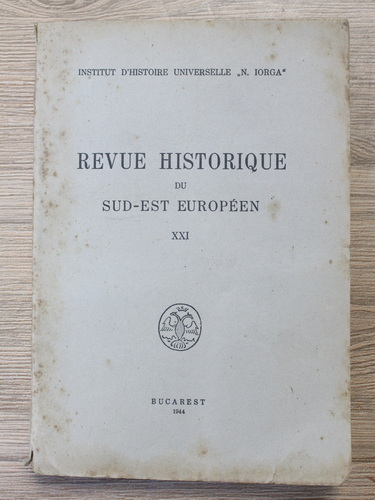 INSTITUT D'HISTOIRE UNIVERSELLE „N. IORGA"
REVUE HISTORIQUE
DU
SUD-EST EUROPÉEN
XXI
BUCAREST
1944